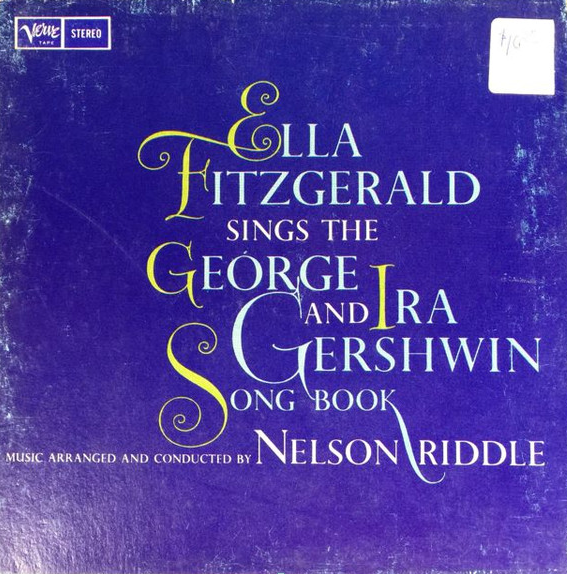 Verve
TAPE
STEREO
ELLA
FITZGERALD
SINGS THE
GEORGE
AND IRA
GERSHWIN
SONG BOOK
MUSIC ARRANGED AND CONDUCTED BY NELSON RIDDLE